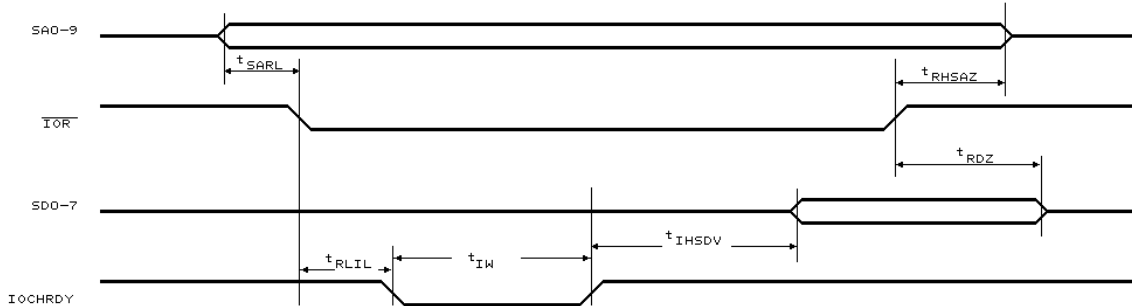 SA0-9
tSARL
tRHSAZ
IOR
tRDZ
SD0-7
tIHSDV
tRLIL
tIW
IOCHRDY